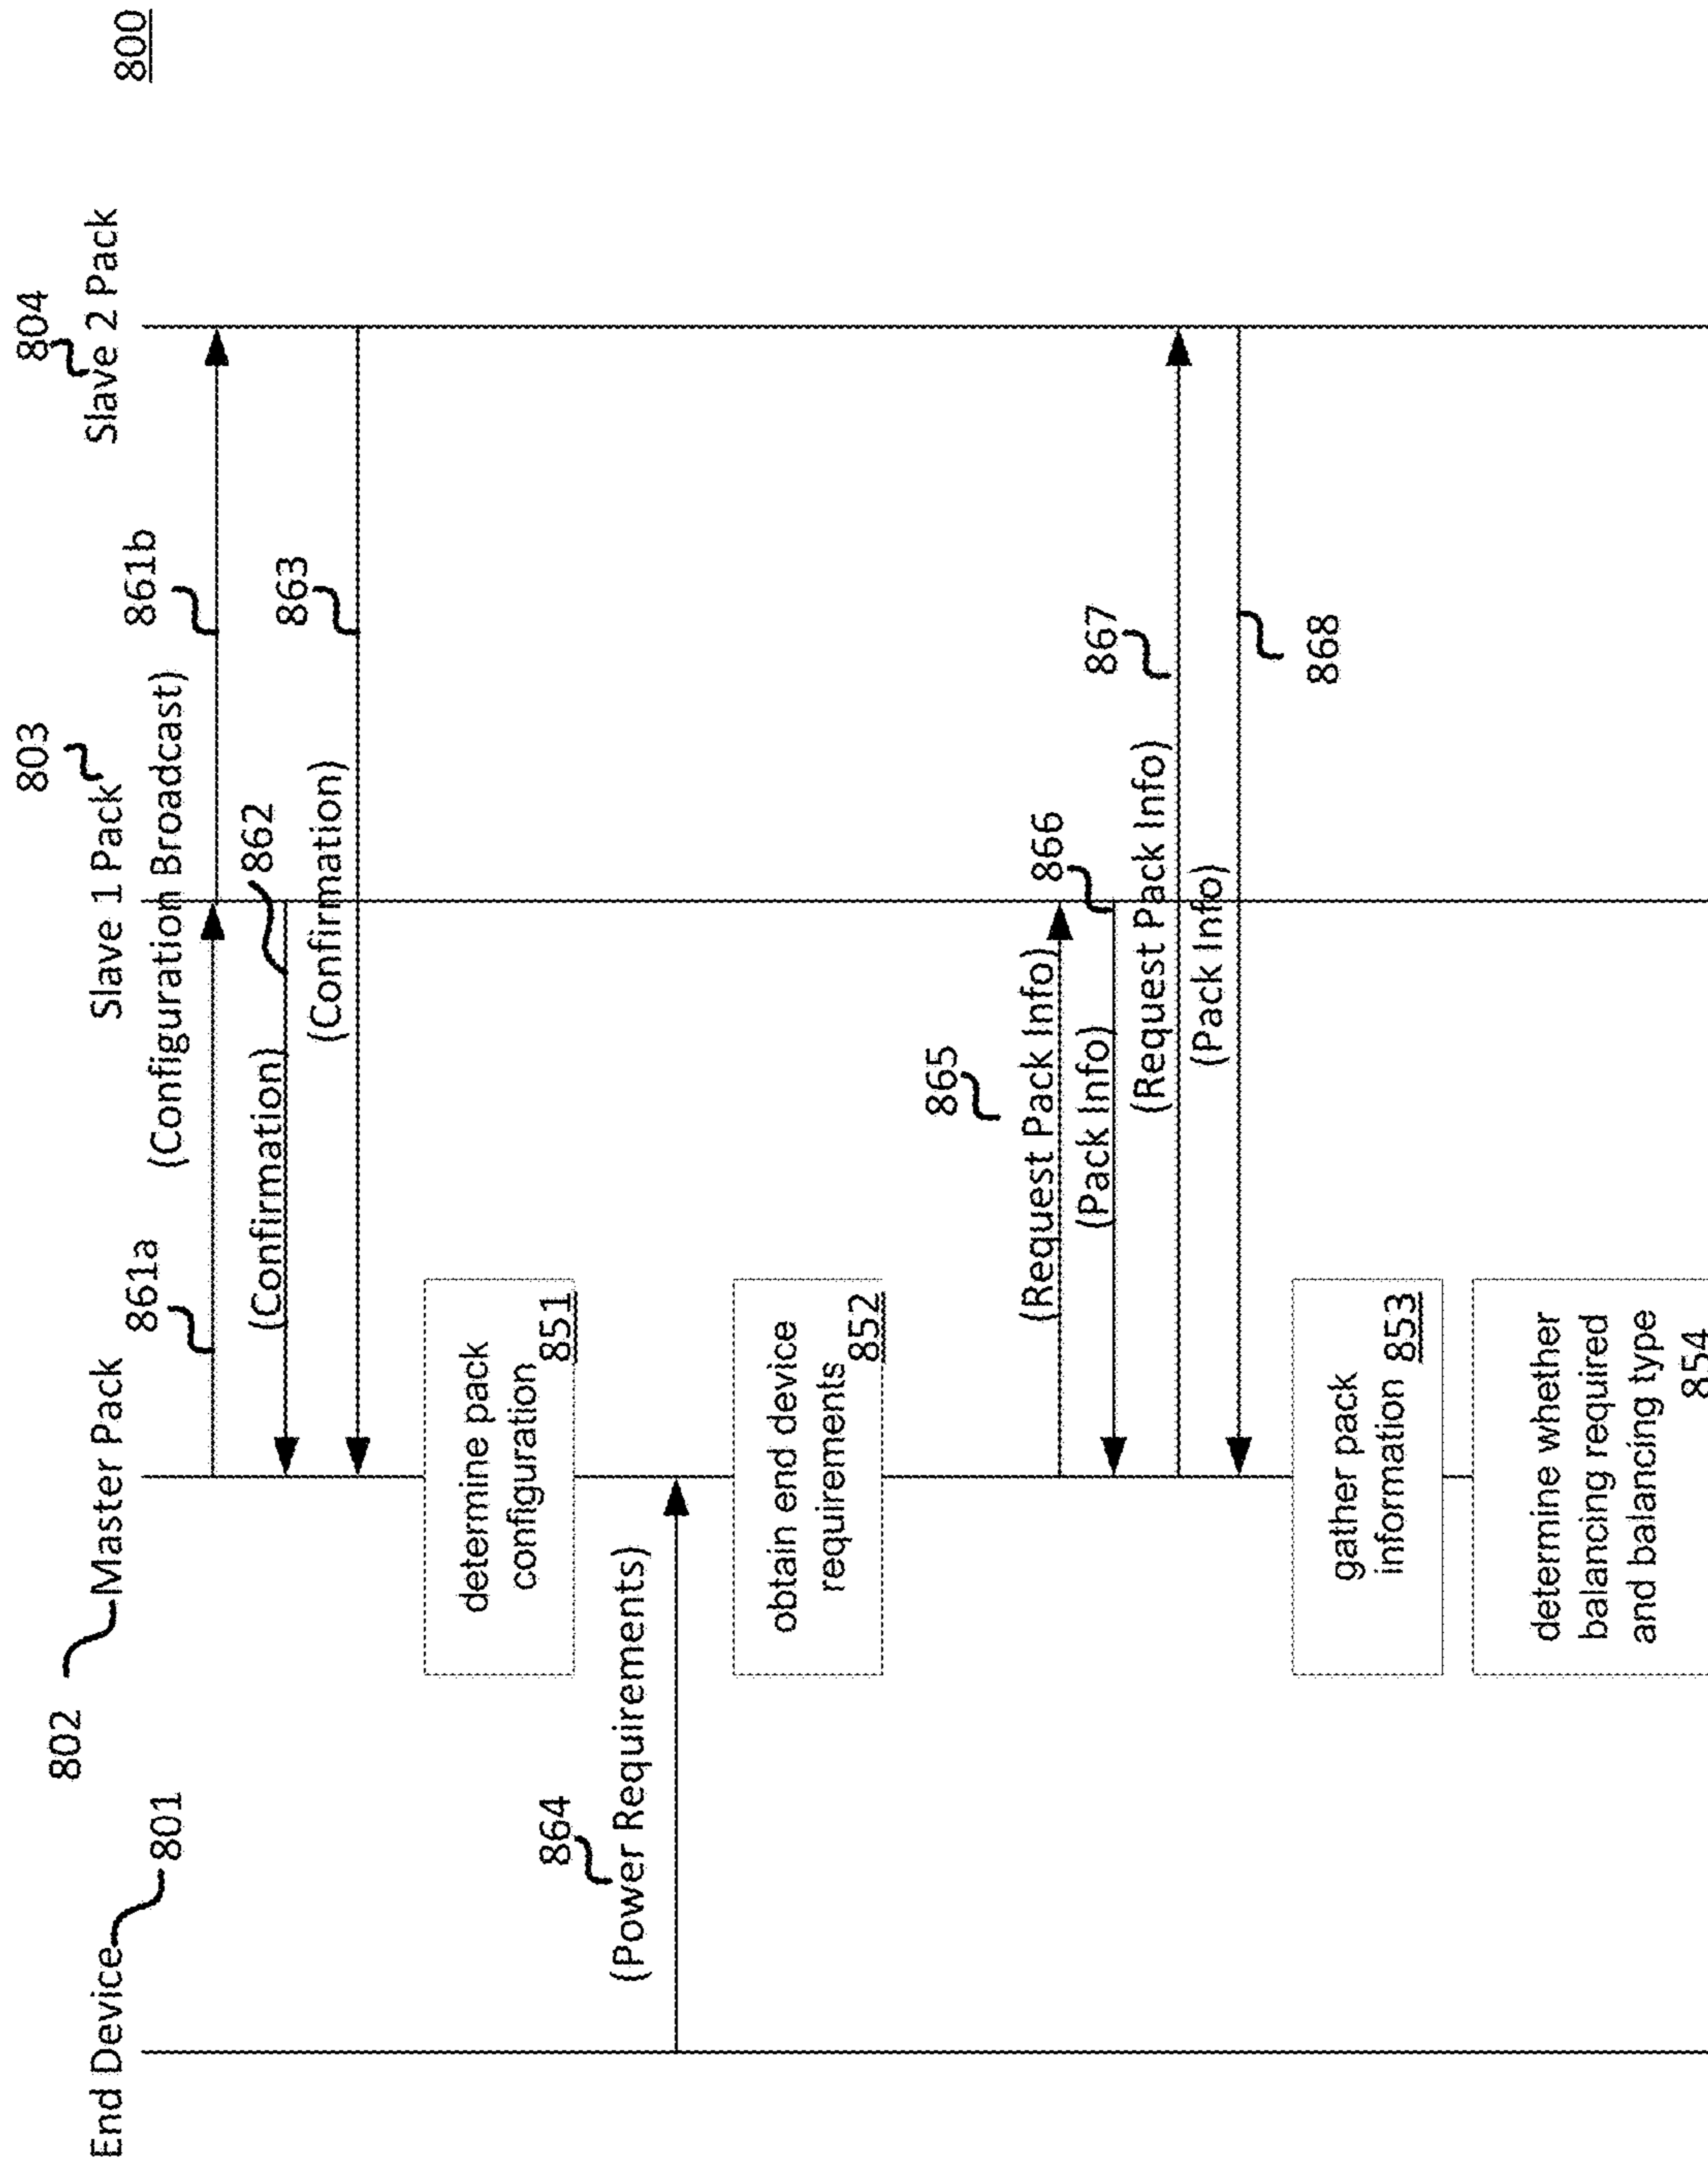 800
End Device
801
802
Master Pack
803
Slave 1 Pack
804
Slave 2 Pack
861a
(Configuration Broadcast)
861b
(Confirmation)
862
(Confirmation)
863
determine pack
configuration
851
864
(Power Requirements)
obtain end device
requirements
852
865
(Request Pack Info)
(Pack Info)
866
(Request Pack Info)
867
(Pack Info)
868
gather pack
information 853
determine whether
balancing required
and balancing type
854